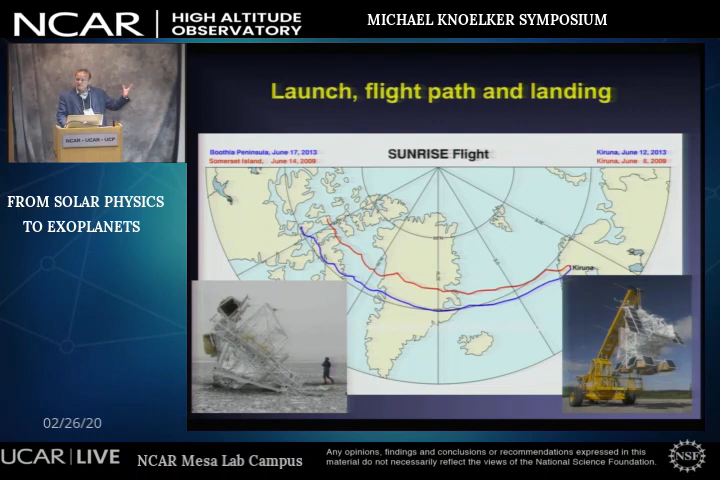 NCAR
HIGH ALTITUDE
OBSERVATORY
MICHAEL KNOELKER SYMPOSIUM
Launch, flight path and landing
NCAR - UCAR - UCP
Boothia Peninsula, June 17, 2013
Somerset Island, June 14, 2009
SUNRISE Flight
Kiruna, June 12, 2013
Kiruna, June 8, 2009
Kiruna
FROM SOLAR PHYSICS
TO EXOPLANETS
02/26/20
UCAR | LIVE
NCAR Mesa Lab Campus
Any opinions, findings and conclusions or recommendations expressed in this
material do not necessarily reflect the views of the National Science Foundation.
NSF